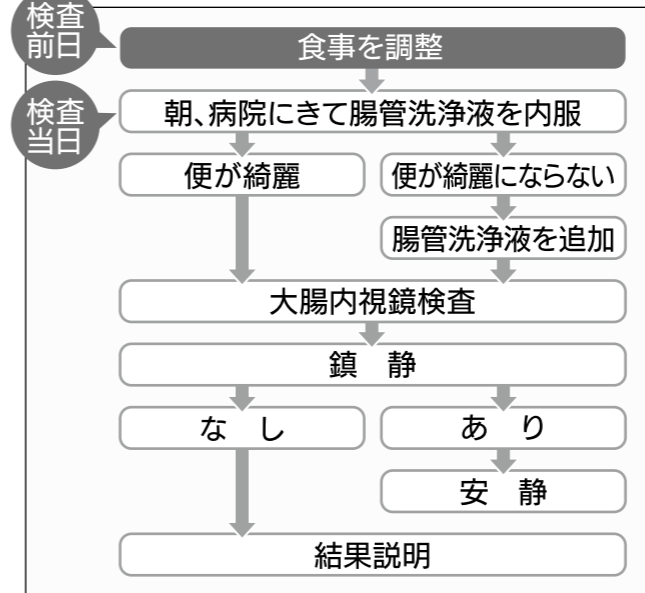 検査
前日
食事を調整
検査
当日
朝、病院にきて腸管洗浄液を内服
便が綺麗
便が綺麗にならない
腸管洗浄液を追加
大腸内視鏡検査
鎮　静
な　し
あ　り
安　静
結果説明